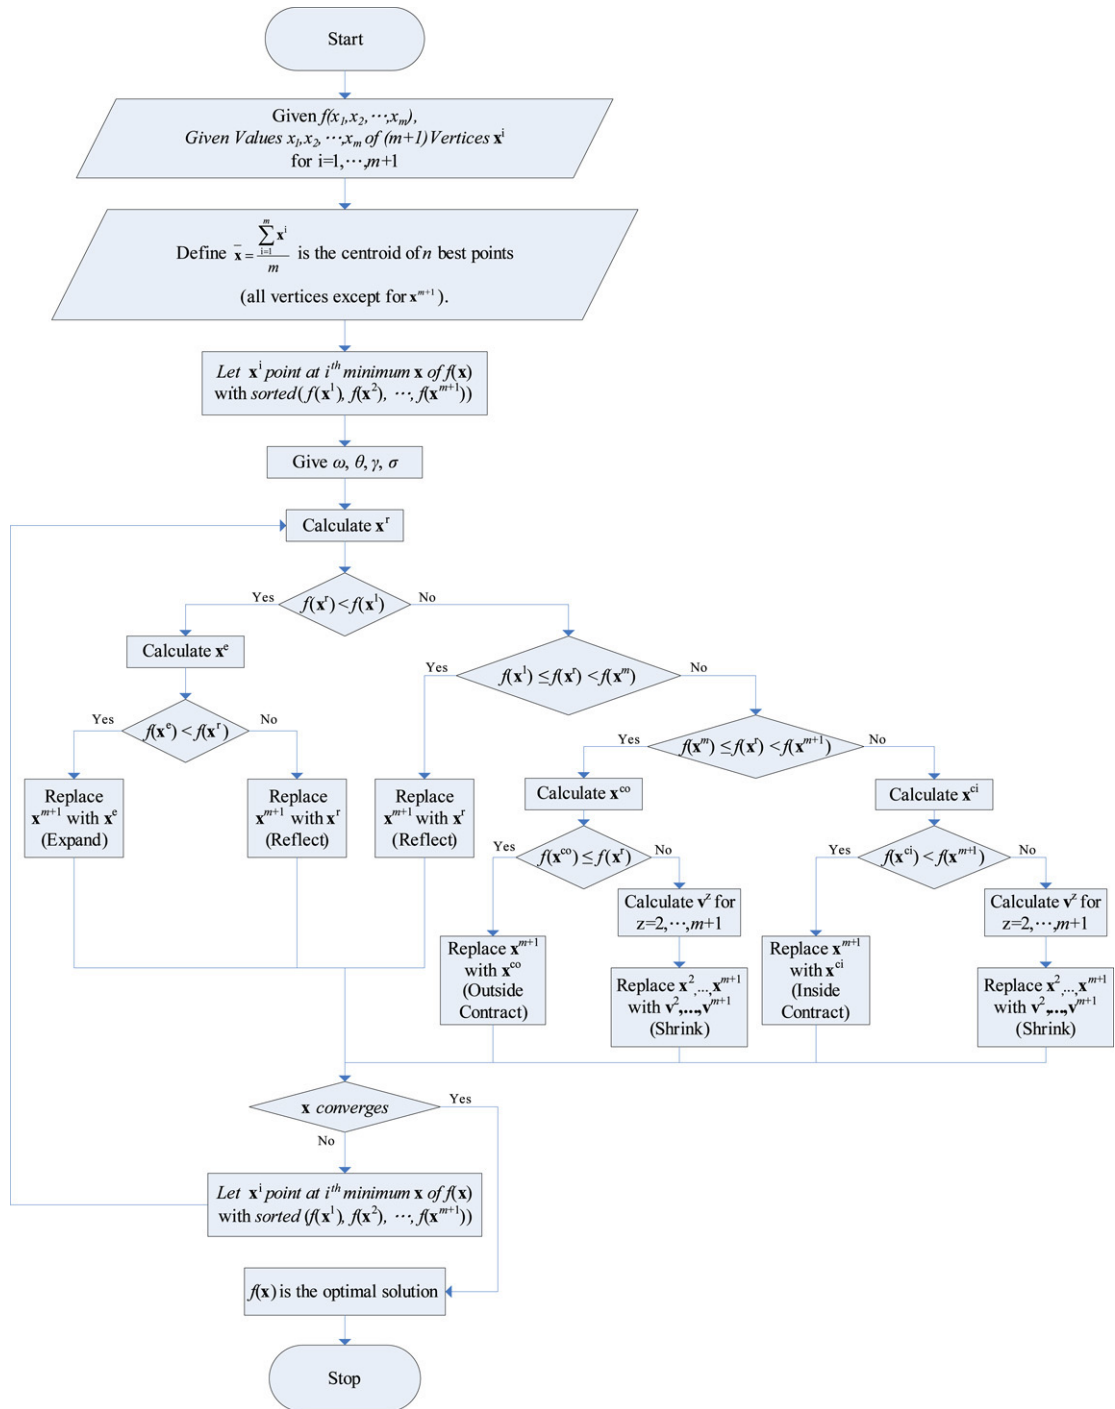 Start
Given f(x₁,x₂,⋯,xₘ),
Given Values x₁,x₂,⋯,xₘ of (m+1) Vertices xⁱ
for i=1,⋯,m+1
Define x̄ = ∑ᵢ₌₁ᵐ xⁱ / m is the centroid of n best points
(all vertices except for xᵐ⁺¹).
Let xⁱ point at iᵗʰ minimum x of f(x)
with sorted (f(x¹), f(x²), ⋯, f(xᵐ⁺¹))
Give ω, θ, γ, σ
Calculate xʳ
Yes
f(xʳ) < f(x¹)
No
Calculate xᵉ
Yes
f(xᵉ) < f(xʳ)
No
Replace
xᵐ⁺¹ with xᵉ
(Expand)
Replace
xᵐ⁺¹ with xʳ
(Reflect)
Yes
f(x¹) ≤ f(xʳ) < f(xᵐ)
No
Replace
xᵐ⁺¹ with xʳ
(Reflect)
Yes
f(xᵐ) ≤ f(xʳ) < f(xᵐ⁺¹)
No
Calculate xᶜᵒ
Yes
f(xᶜᵒ) ≤ f(xʳ)
No
Replace xᵐ⁺¹
with xᶜᵒ
(Outside
Contract)
Calculate vᶻ for
z=2,⋯,m+1
Replace x²,...,xᵐ⁺¹
with v²,...,vᵐ⁺¹
(Shrink)
Calculate xᶜⁱ
Yes
f(xᶜⁱ) < f(xᵐ⁺¹)
No
Replace xᵐ⁺¹
with xᶜⁱ
(Inside
Contract)
Calculate vᶻ for
z=2,⋯,m+1
Replace x²,...,xᵐ⁺¹
with v²,...,vᵐ⁺¹
(Shrink)
x converges
Yes
No
Let xⁱ point at iᵗʰ minimum x of f(x)
with sorted (f(x¹), f(x²), ⋯, f(xᵐ⁺¹))
f(x) is the optimal solution
Stop